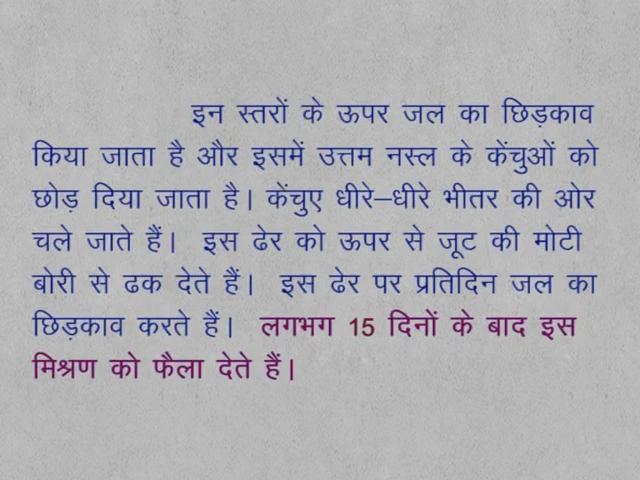 इन स्तरों के ऊपर जल का छिड़काव
किया जाता है और इसमें उत्तम नस्ल के केंचुओं को
छोड़ दिया जाता है। केंचुए धीरे–धीरे भीतर की ओर
चले जाते हैं। इस ढेर को ऊपर से जूट की मोटी
बोरी से ढक देते हैं। इस ढेर पर प्रतिदिन जल का
छिड़काव करते हैं। लगभग 15 दिनों के बाद इस
मिश्रण को फैला देते हैं।